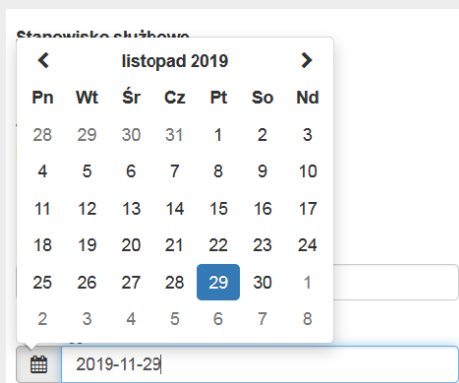 Stanowisko służbowe
listopad 2019
Pn Wt Śr Cz Pt So Nd
28 29 30 31 1 2 3
4 5 6 7 8 9 10
11 12 13 14 15 16 17
18 19 20 21 22 23 24
25 26 27 28 29 30 1
2 3 4 5 6 7 8
2019-11-29